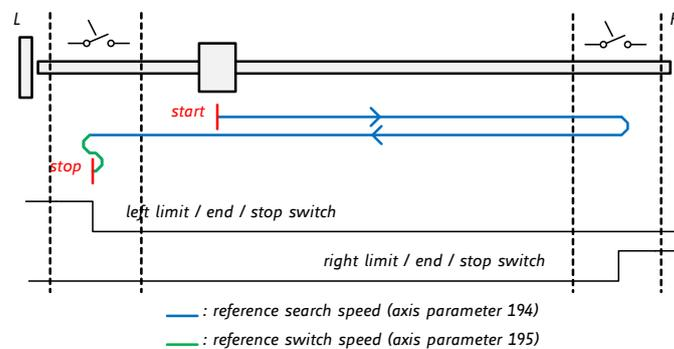 L
start
stop
left limit / end / stop switch
right limit / end / stop switch
: reference search speed (axis parameter 194)
: reference switch speed (axis parameter 195)